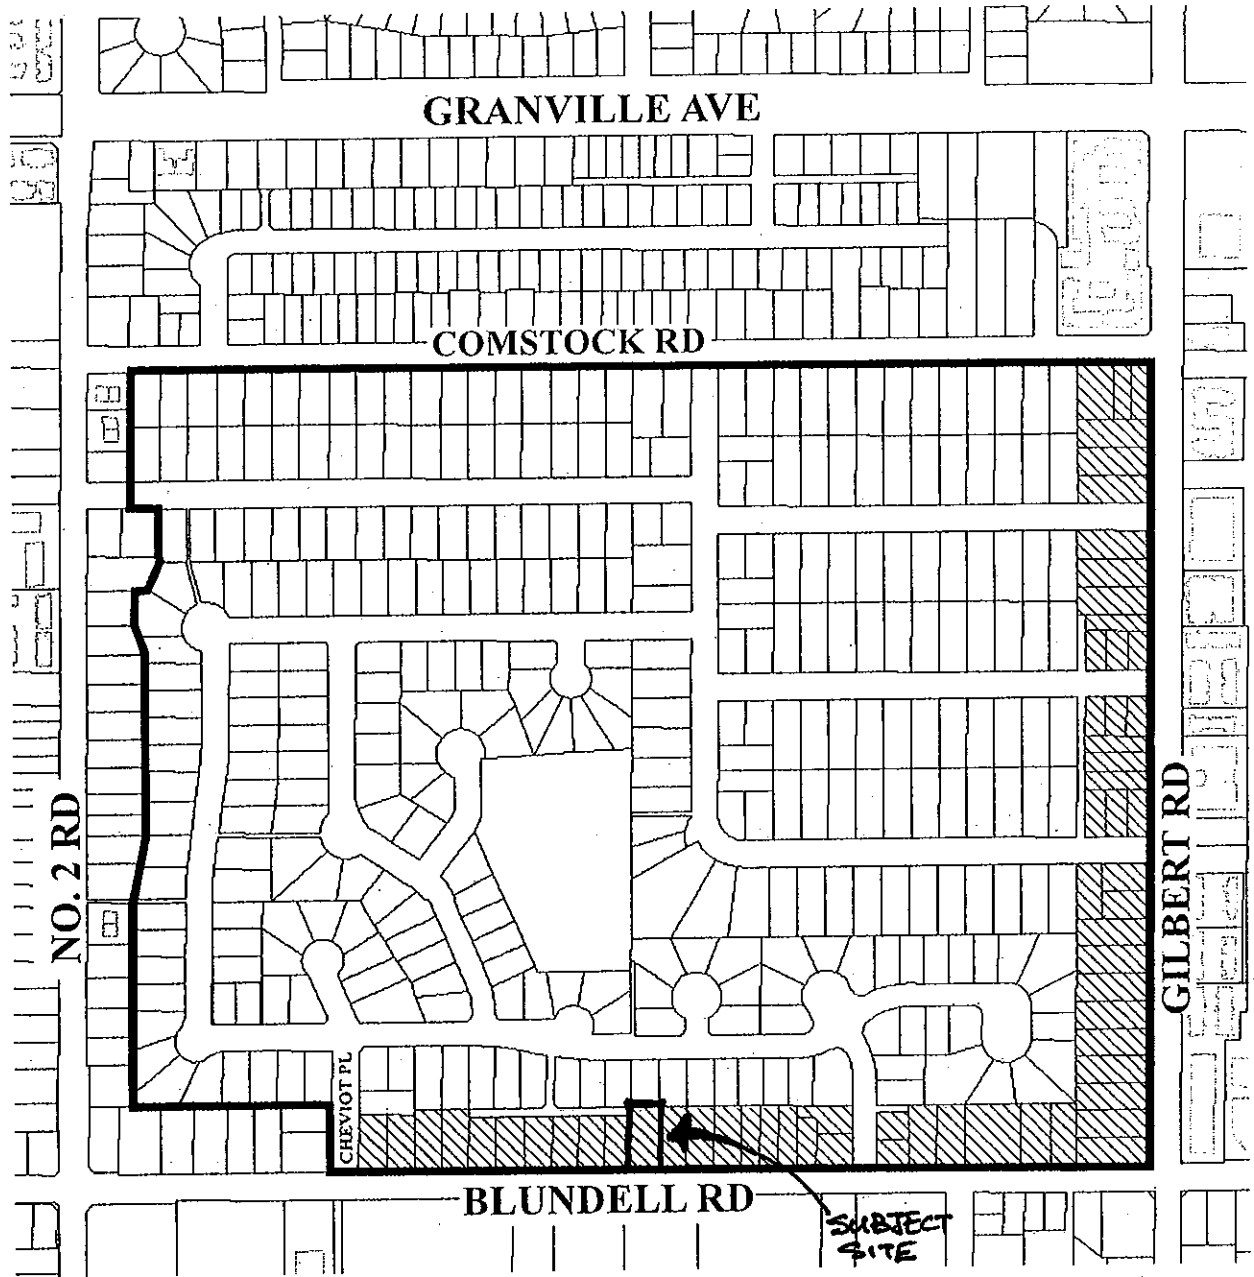 GRANVILLE AVE
COMSTOCK RD
NO. 2 RD
GILBERT RD
CHEVIOT PL
BLUNDELL RD
SUBJECT
SITE